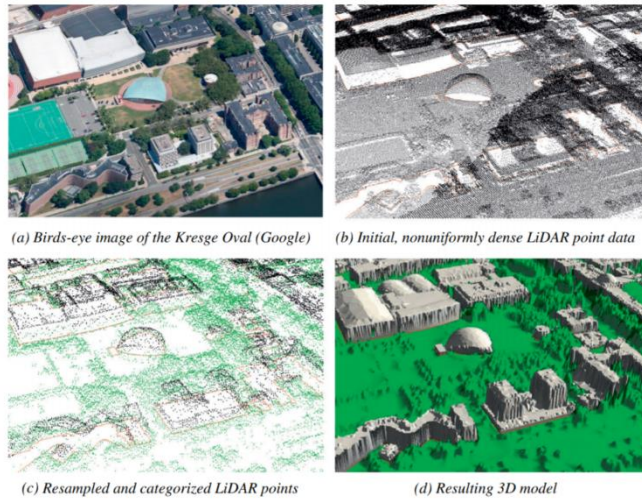 (a) Birds-eye image of the Kresge Oval (Google)
(b) Initial, nonuniformly dense LiDAR point data
(c) Resampled and categorized LiDAR points
(d) Resulting 3D model